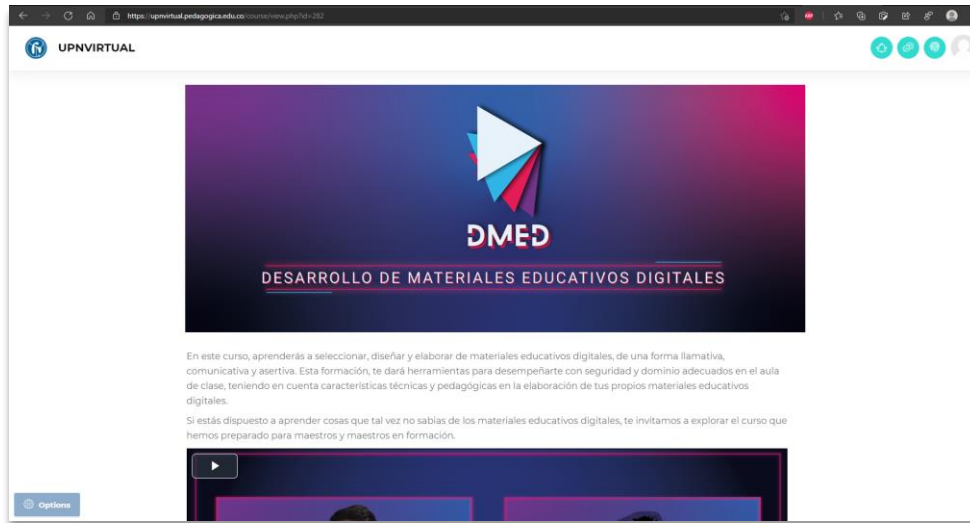 https://upnvirtual.pedagogica.edu.co/course/view.php?id=282
UPNVIRTUAL
DMED
DESARROLLO DE MATERIALES EDUCATIVOS DIGITALES
En este curso, aprenderás a seleccionar, diseñar y elaborar de materiales educativos digitales, de una forma llamativa,
comunicativa y asertiva. Esta formación, te dará herramientas para desempeñarte con seguridad y dominio adecuados en el aula
de clase, teniendo en cuenta características técnicas y pedagógicas en la elaboración de tus propios materiales educativos
digitales.
Si estás dispuesto a aprender cosas que tal vez no sabias de los materiales educativos digitales, te invitamos a explorar el curso que
hemos preparado para maestros y maestros en formación.
Options